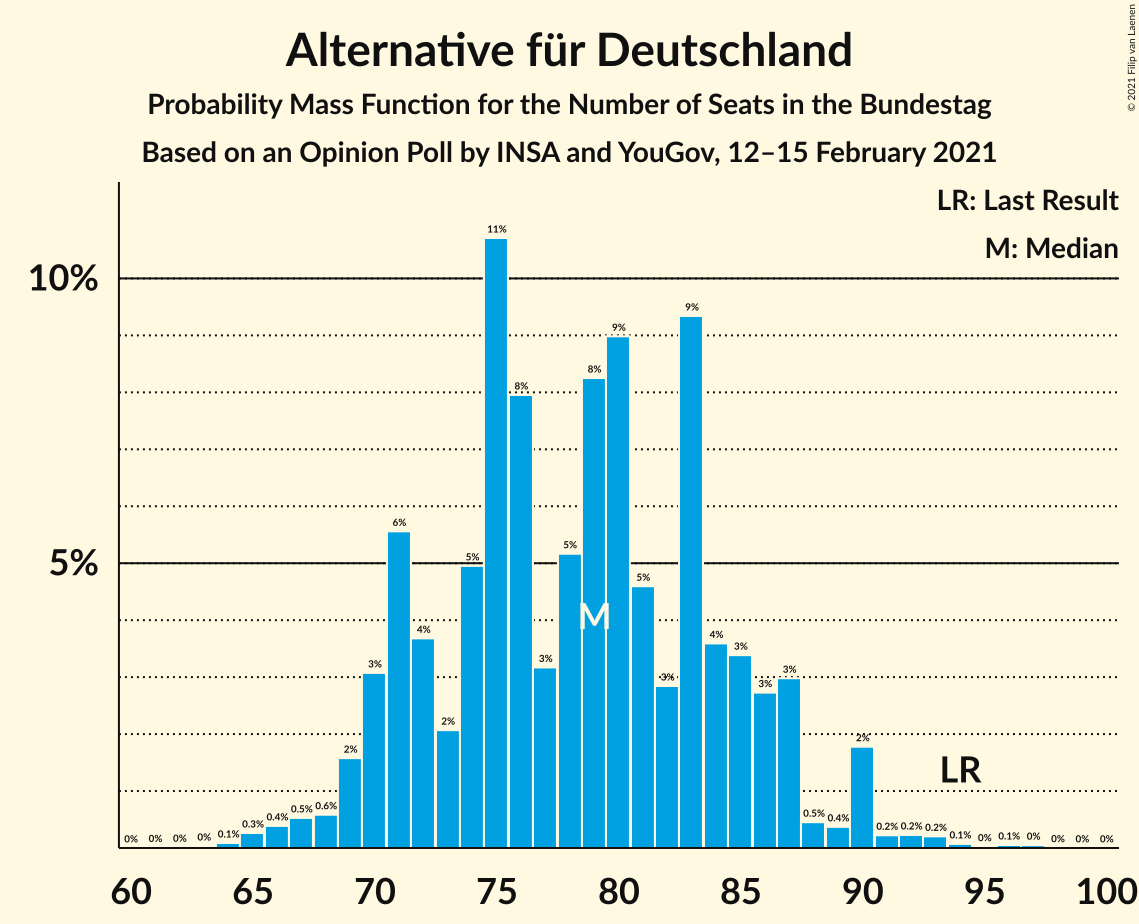 Alternative für Deutschland
Probability Mass Function for the Number of Seats in the Bundestag
Based on an Opinion Poll by INSA and YouGov, 12–15 February 2021
© 2021 Filip van Laenen
LR: Last Result
M: Median
10%
5%
0% 0% 0% 0% 0.1% 0.3% 0.4% 0.5% 0.6% 2% 3% 6% 4% 2% 5% 11% 8% 3% 5% 8% 9% 5% 3% 9% 4% 3% 3% 3% 0.5% 0.4% 2% 0.2% 0.2% 0.2% 0.1% 0% 0.1% 0% 0% 0% 0%
M
LR
60 65 70 75 80 85 90 95 100